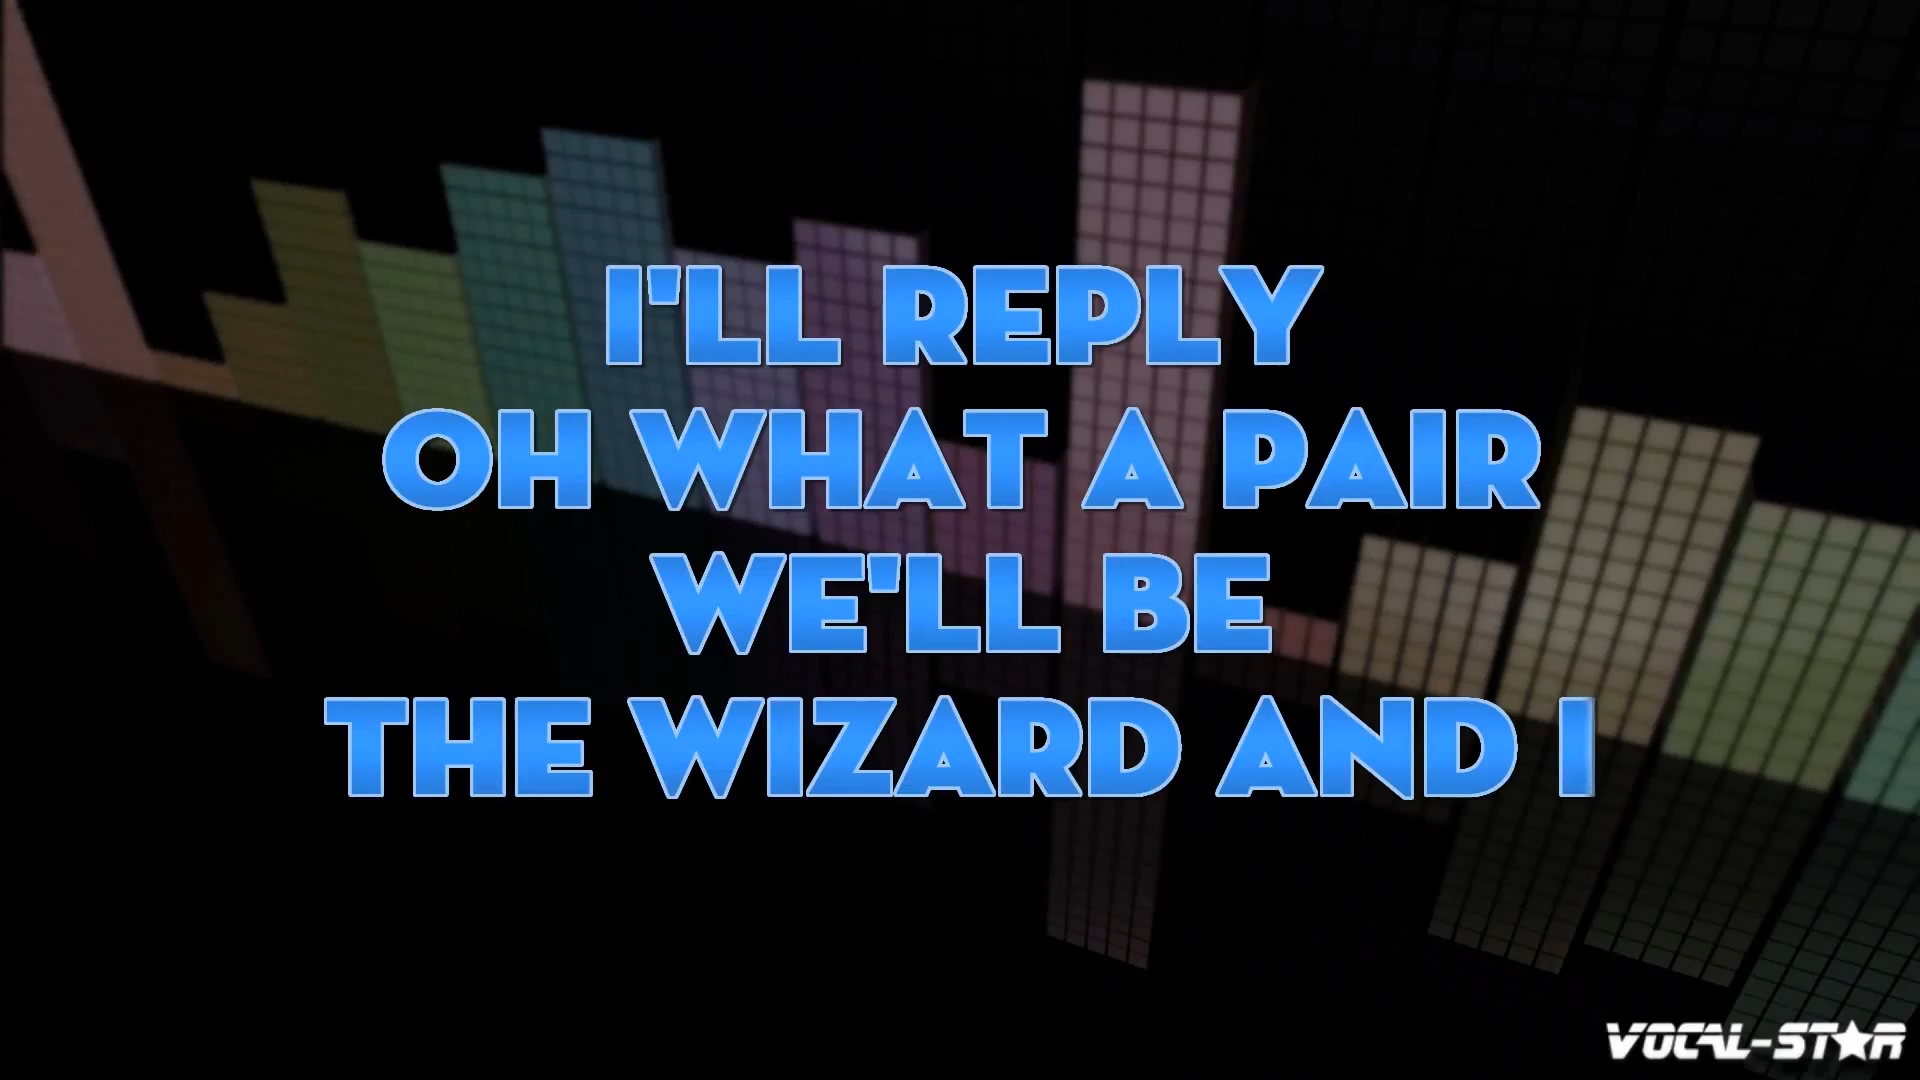 I'LL REPLY
OH WHAT A PAIR
WE'LL BE
THE WIZARD AND I
VOCAL-STAR